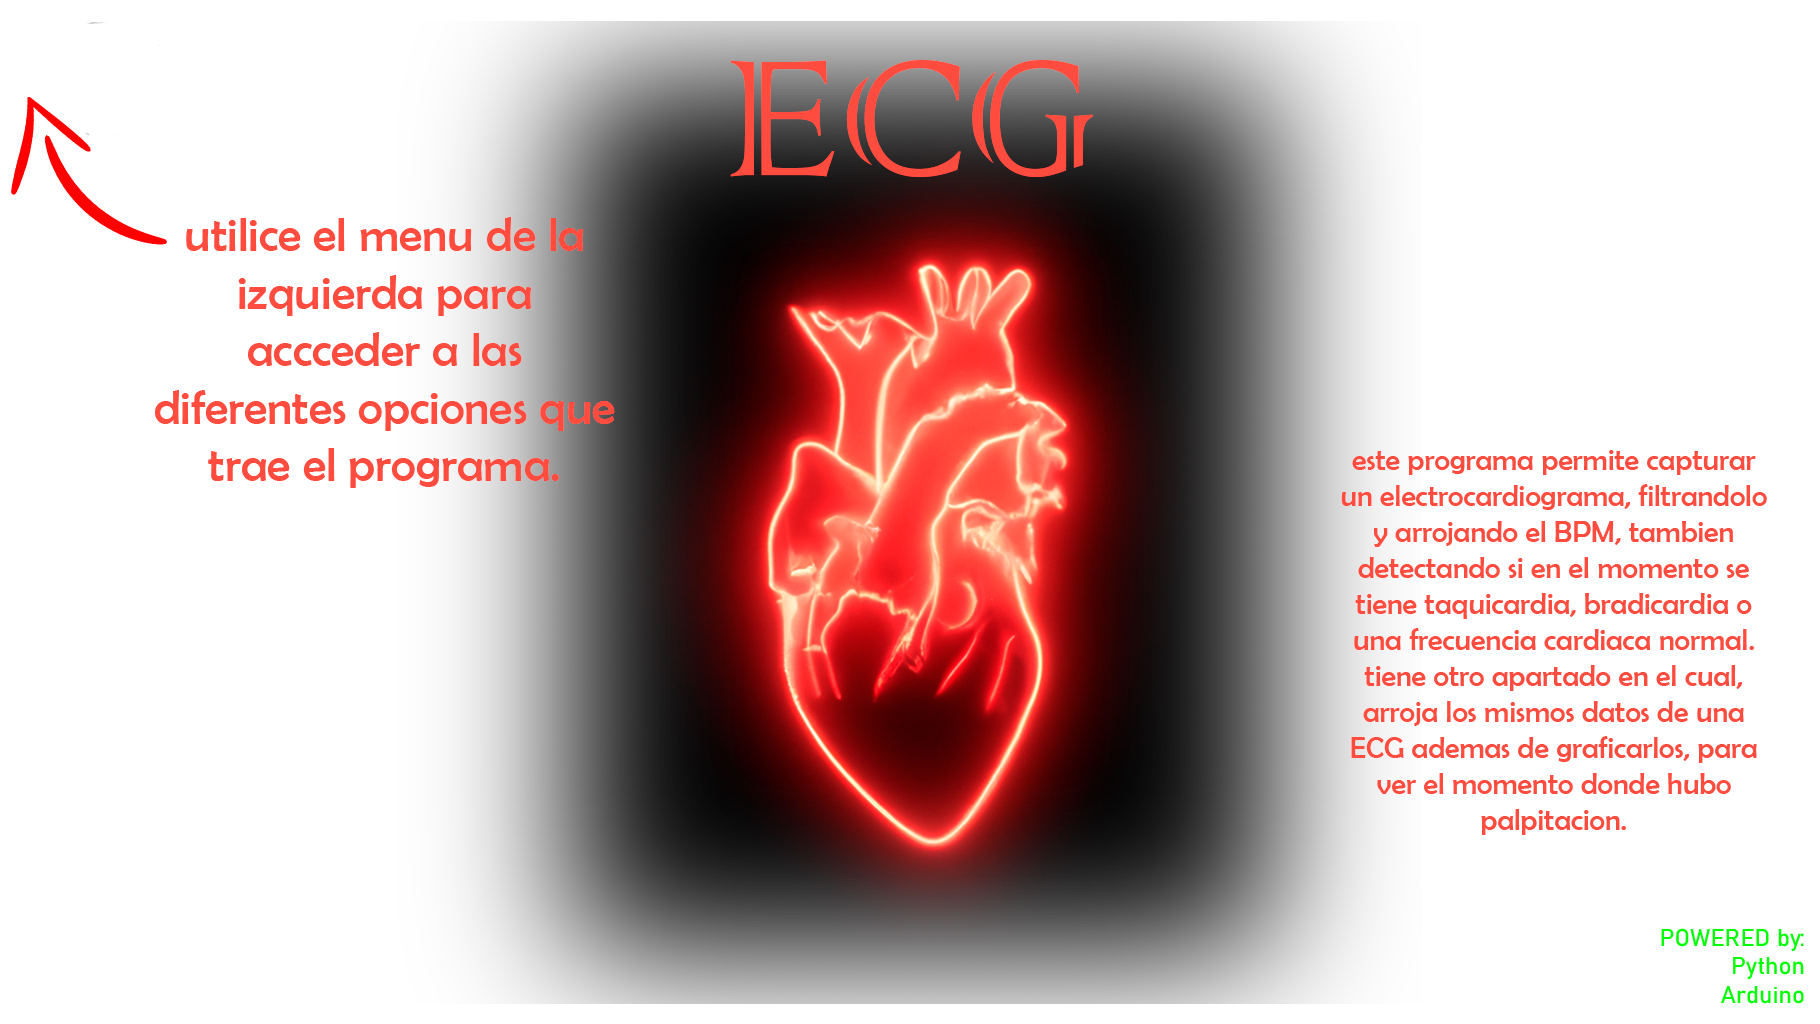 ECG
utilice el menu de la
izquierda para
accceder a las
diferentes opciones que
trae el programa.
este programa permite capturar
un electrocardiograma, filtrandolo
y arrojando el BPM, tambien
detectando si en el momento se
tiene taquicardia, bradicardia o
una frecuencia cardiaca normal.
tiene otro apartado en el cual,
arroja los mismos datos de una
ECG ademas de graficarlos, para
ver el momento donde hubo
palpitacion.
POWERED by:
Python
Arduino